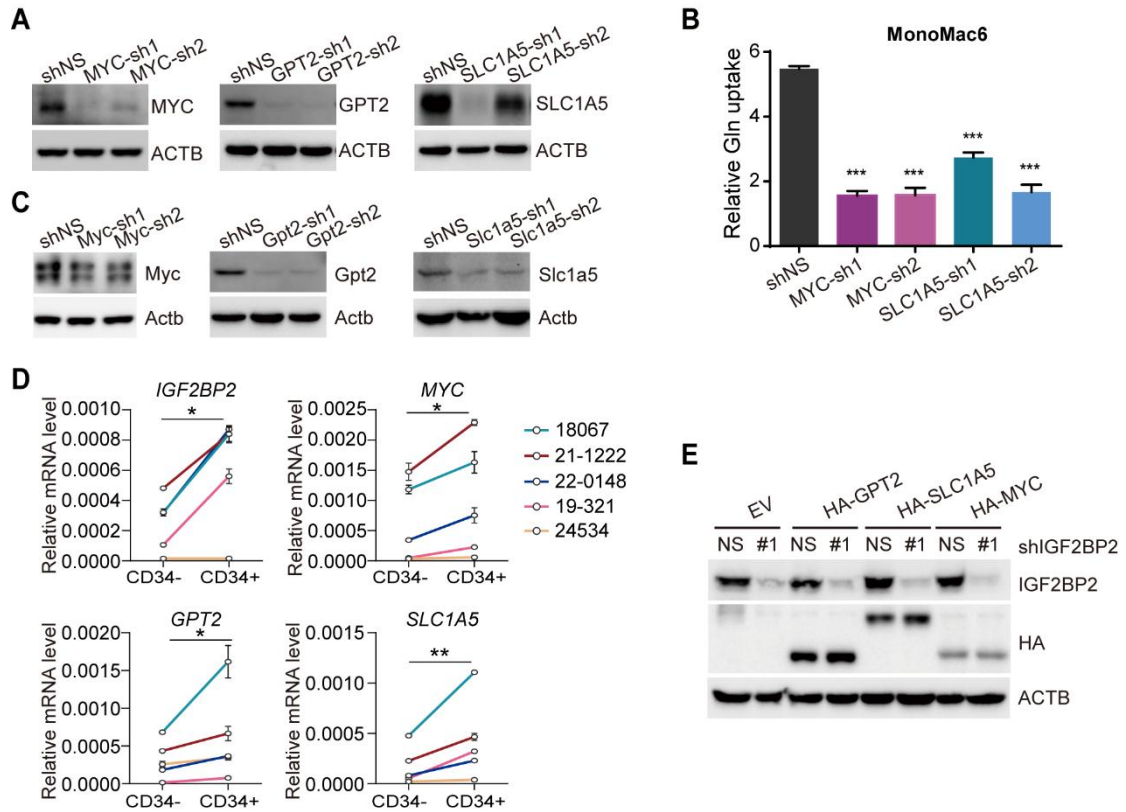 A
shNS MYC-sh1 MYC-sh2
MYC
ACTB
shNS GPT2-sh1 GPT2-sh2
GPT2
ACTB
shNS SLC1A5-sh1 SLC1A5-sh2
SLC1A5
ACTB
B
MonoMac6
Relative Gln uptake
8
6
4
2
0
*** *** *** ***
shNS MYC-sh1 MYC-sh2 SLC1A5-sh1 SLC1A5-sh2
C
shNS Myc-sh1 Myc-sh2
Myc
Actb
shNS Gpt2-sh1 Gpt2-sh2
Gpt2
Actb
shNS Slc1a5-sh1 Slc1a5-sh2
Slc1a5
Actb
D
IGF2BP2
Relative mRNA level
0.0010
0.0008
0.0006
0.0004
0.0002
0.0000
*
CD34- CD34+
MYC
Relative mRNA level
0.0025
0.0020
0.0015
0.0010
0.0005
0.0000
*
CD34- CD34+
18067
21-1222
22-0148
19-321
24534
GPT2
Relative mRNA level
0.0020
0.0015
0.0010
0.0005
0.0000
*
CD34- CD34+
SLC1A5
Relative mRNA level
0.0015
0.0010
0.0005
0.0000
**
CD34- CD34+
E
EV HA-GPT2 HA-SLC1A5 HA-MYC
NS #1 NS #1 NS #1 NS #1 shIGF2BP2
IGF2BP2
HA
ACTB